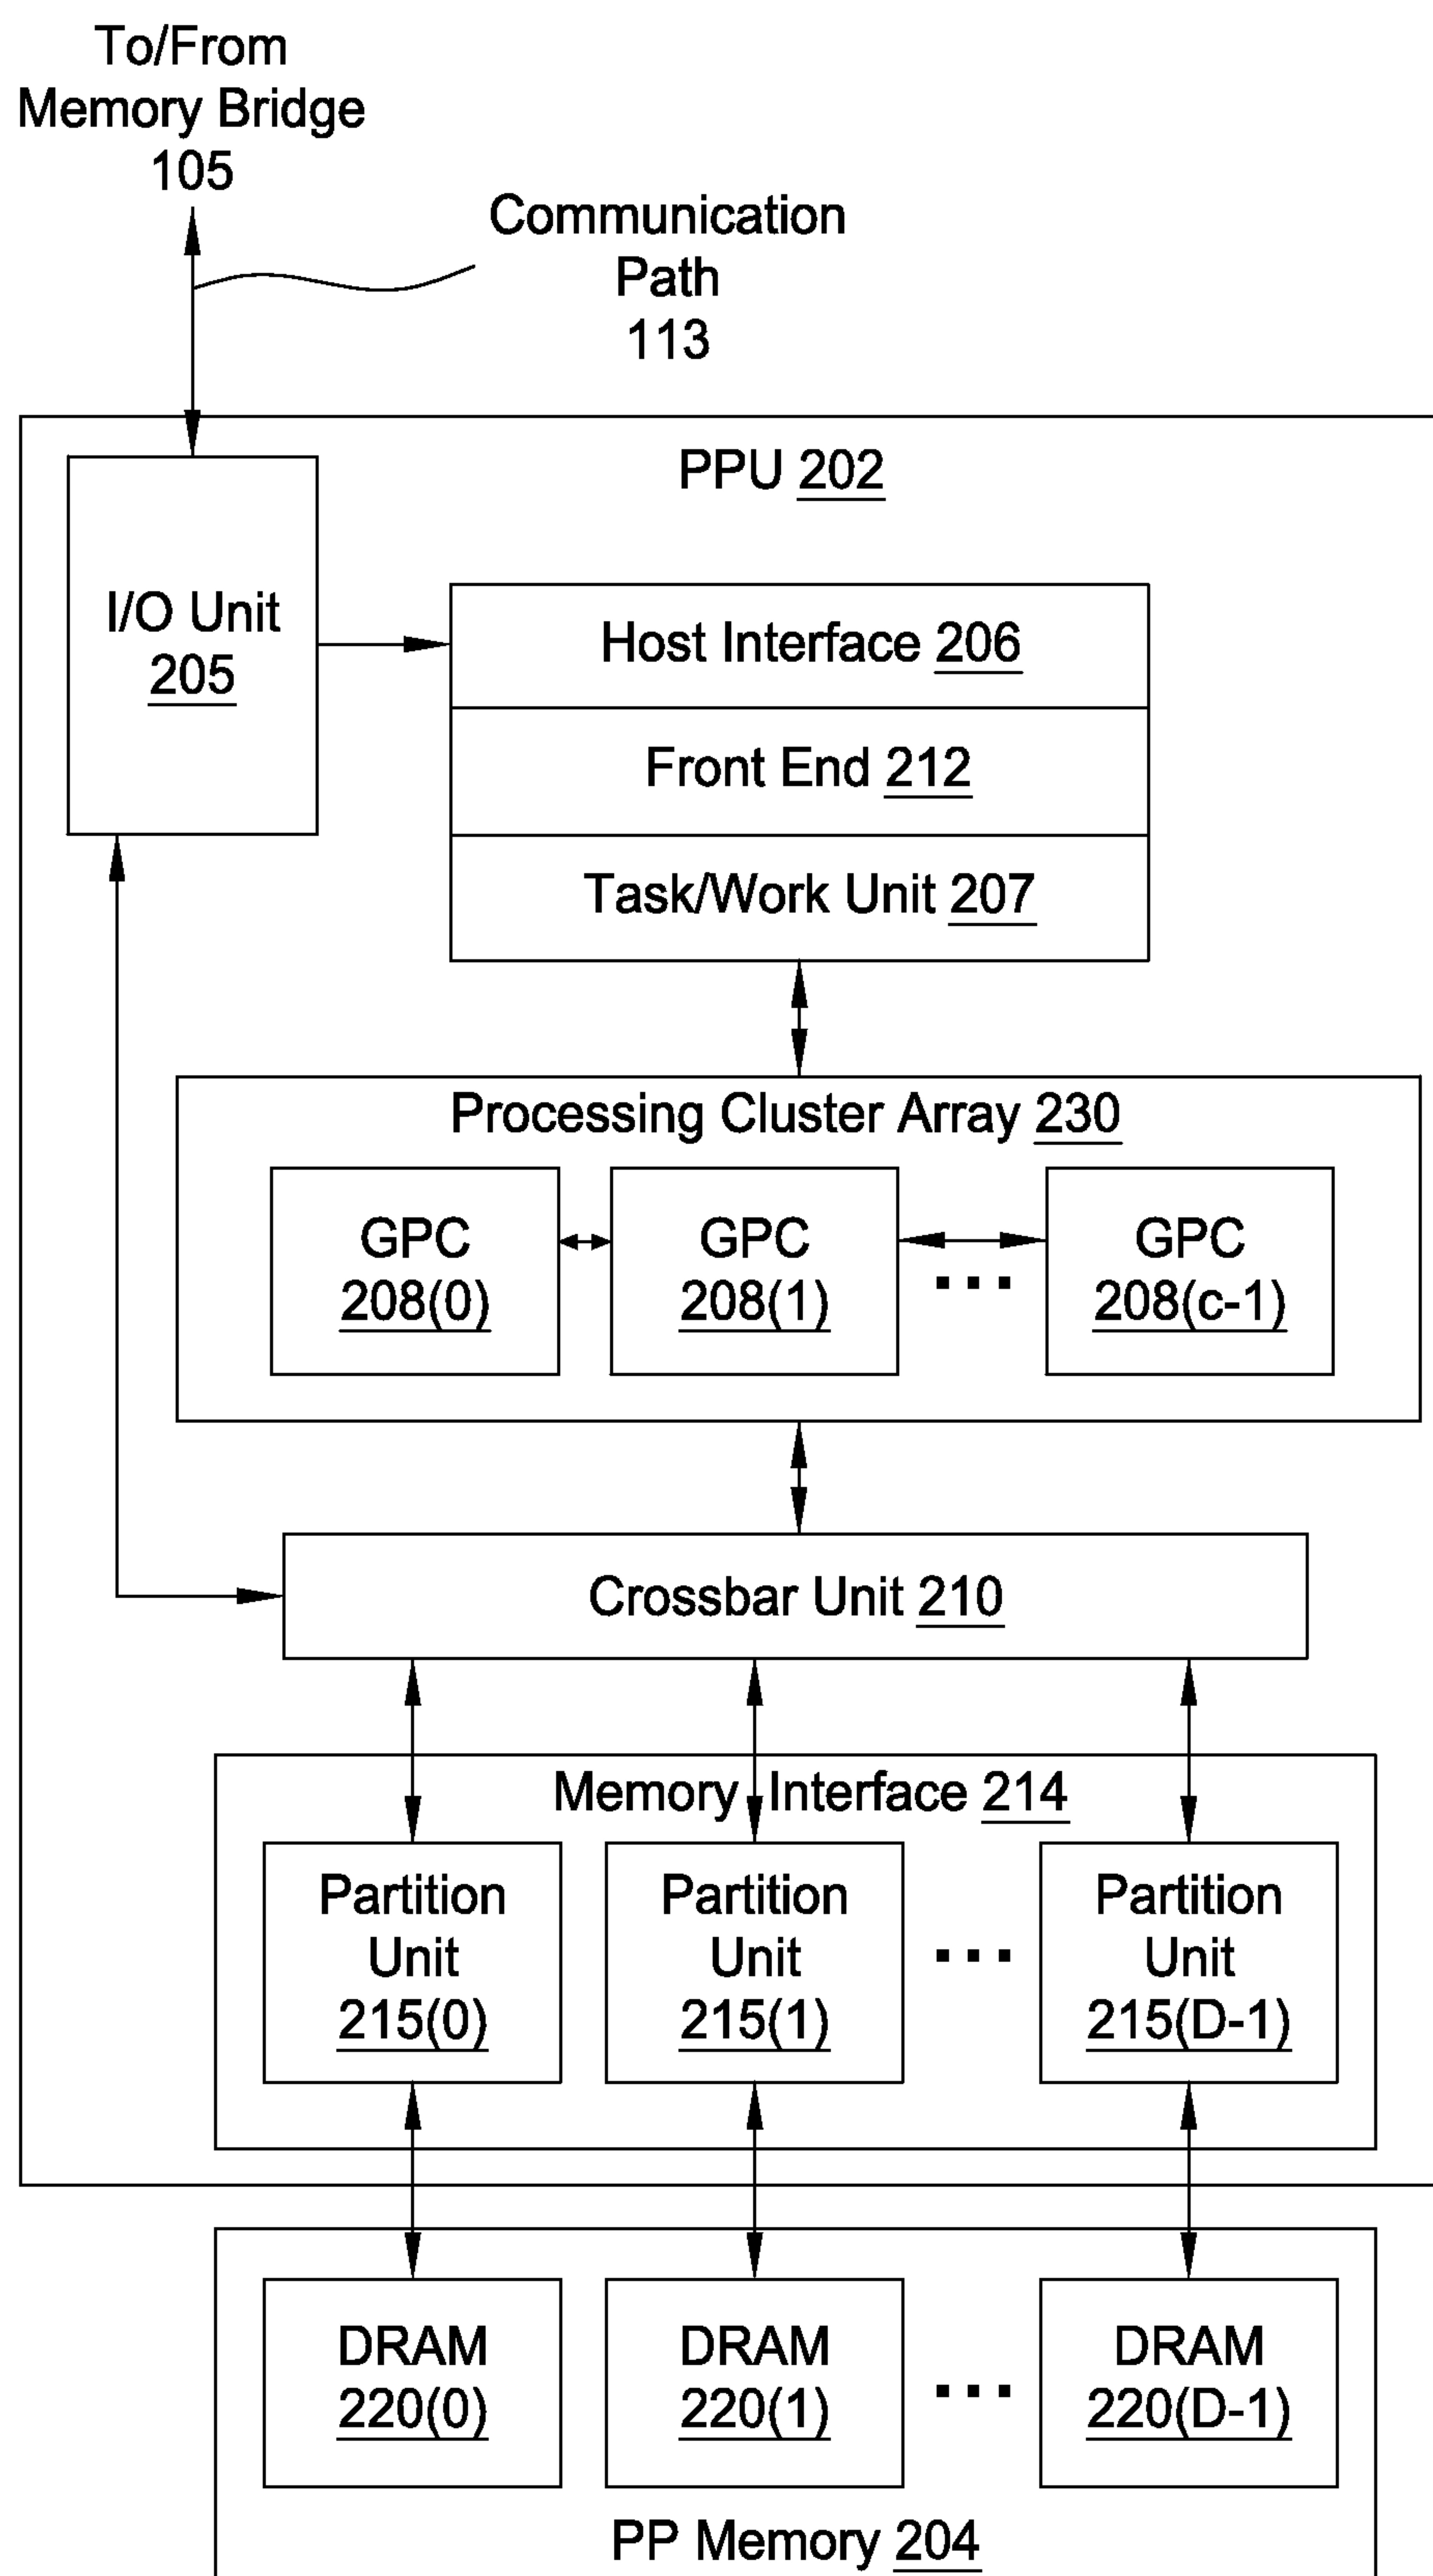 To/From
Memory Bridge
105
Communication
Path
113
PPU 202
I/O Unit
205
Host Interface 206
Front End 212
Task/Work Unit 207
Processing Cluster Array 230
GPC
208(0)
GPC
208(1)
...
GPC
208(c-1)
Crossbar Unit 210
Memory Interface 214
Partition
Unit
215(0)
Partition
Unit
215(1)
...
Partition
Unit
215(D-1)
DRAM
220(0)
DRAM
220(1)
...
DRAM
220(D-1)
PP Memory 204